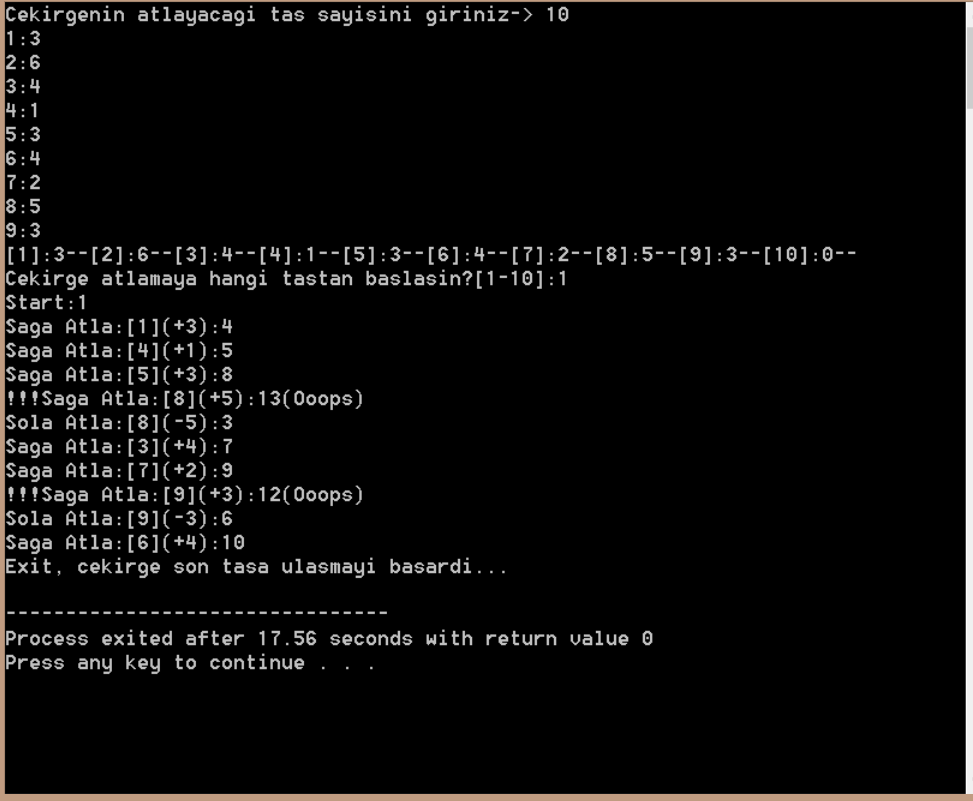 Cekirgenin atlayacagi tas sayisini giriniz-> 10
1:3
2:6
3:4
4:1
5:3
6:4
7:2
8:5
9:3
[1]:3--[2]:6--[3]:4--[4]:1--[5]:3--[6]:4--[7]:2--[8]:5--[9]:3--[10]:0--
Cekirge atlamaya hangi tastan baslasin?[1-10]:1
Start:1
Saga Atla:[1](+3):4
Saga Atla:[4](+1):5
Saga Atla:[5](+3):8
!!!Saga Atla:[8](+5):13(Ooops)
Sola Atla:[8](-5):3
Saga Atla:[3](+4):7
Saga Atla:[7](+2):9
!!!Saga Atla:[9](+3):12(Ooops)
Sola Atla:[9](-3):6
Saga Atla:[6](+4):10
Exit, cekirge son tasa ulasmayi basardi...
--------------------------------
Process exited after 17.56 seconds with return value 0
Press any key to continue . . .